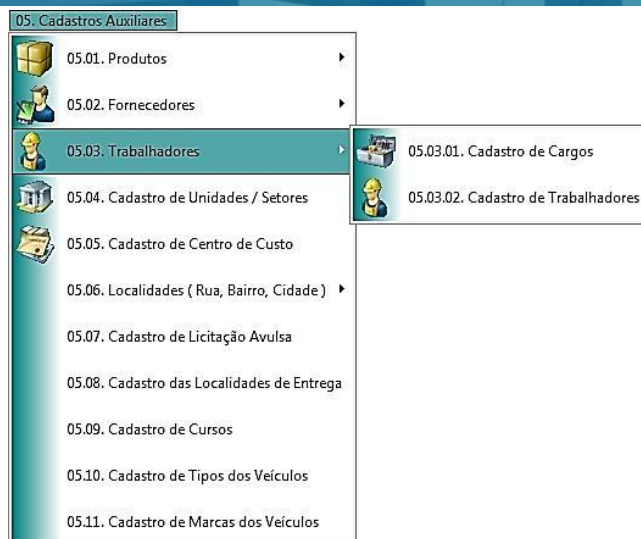 05. Cadastros Auxiliares
05.01. Produtos
05.02. Fornecedores
05.03. Trabalhadores
05.03.01. Cadastro de Cargos
05.03.02. Cadastro de Trabalhadores
05.04. Cadastro de Unidades / Setores
05.05. Cadastro de Centro de Custo
05.06. Localidades ( Rua, Bairro, Cidade )
05.07. Cadastro de Licitação Avulsa
05.08. Cadastro das Localidades de Entrega
05.09. Cadastro de Cursos
05.10. Cadastro de Tipos dos Veículos
05.11. Cadastro de Marcas dos Veículos